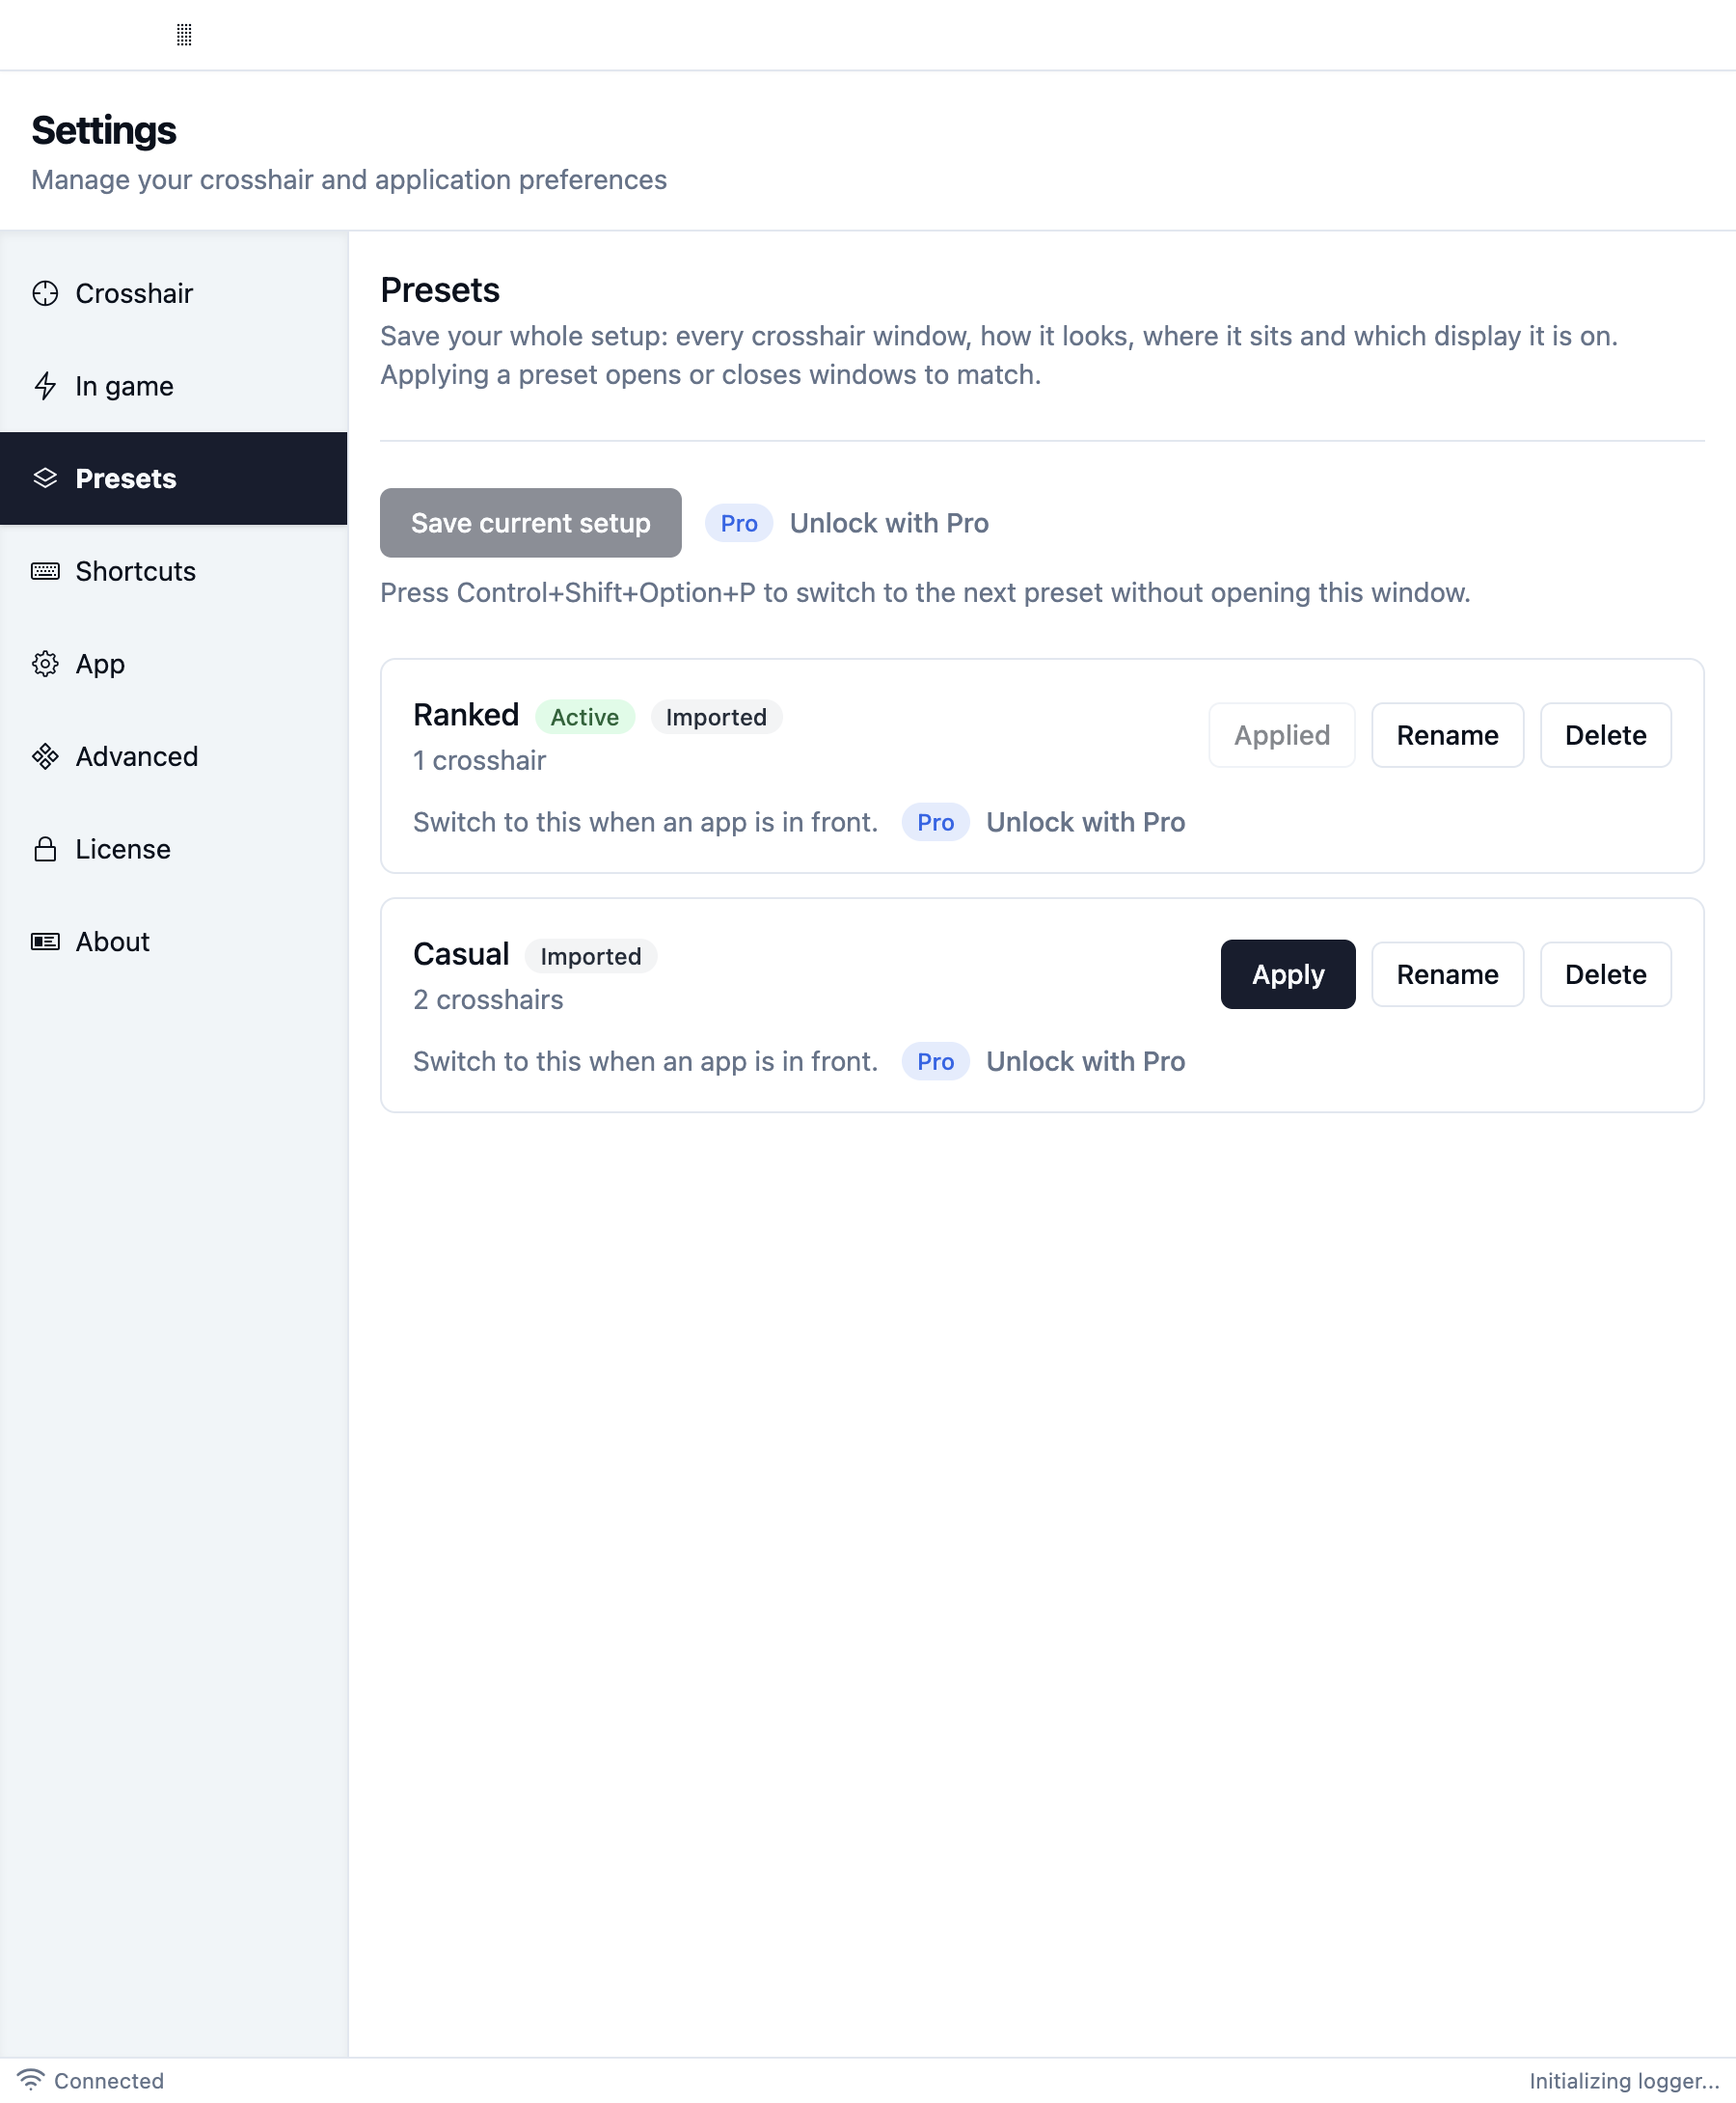 Settings
Manage your crosshair and application preferences
Crosshair
In game
Presets
Shortcuts
App
Advanced
License
About
Presets
Save your whole setup: every crosshair window, how it looks, where it sits and which display it is on.
Applying a preset opens or closes windows to match.
Save current setup Pro Unlock with Pro
Press Control+Shift+Option+P to switch to the next preset without opening this window.
Ranked Active Imported
1 crosshair
Applied Rename Delete
Switch to this when an app is in front. Pro Unlock with Pro
Casual Imported
2 crosshairs
Apply Rename Delete
Switch to this when an app is in front. Pro Unlock with Pro
Connected
Initializing logger...